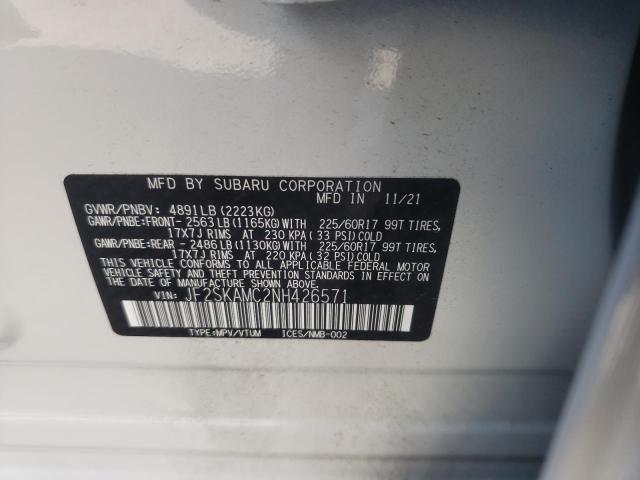 MFD BY SUBARU CORPORATION
MFD IN 11/21
GVWR/PNBV: 4891LB (2223KG)
GAWR/PNBE:FRONT- 2563LB (1165KG) WITH 225/60R17 99T TIRES,
17X7J RIMS AT 230 KPA( 33 PSI) COLD
GAWR/PNBE:REAR - 2486LB (1130KG) WITH 225/60R17 99T TIRES,
17X7J RIMS AT 220 KPA( 32 PSI) COLD
THIS VEHICLE CONFORMS TO ALL APPLICABLE FEDERAL MOTOR
VEHICLE SAFETY AND THEFT PREVENTION STANDARDS IN EFFECT ON
THE DATE OF MANUFACTURE SHOWN ABOVE.
VIN: JF2SKAMC2NH426571
TYPE:MPV/VTUM ICES/NMB-002